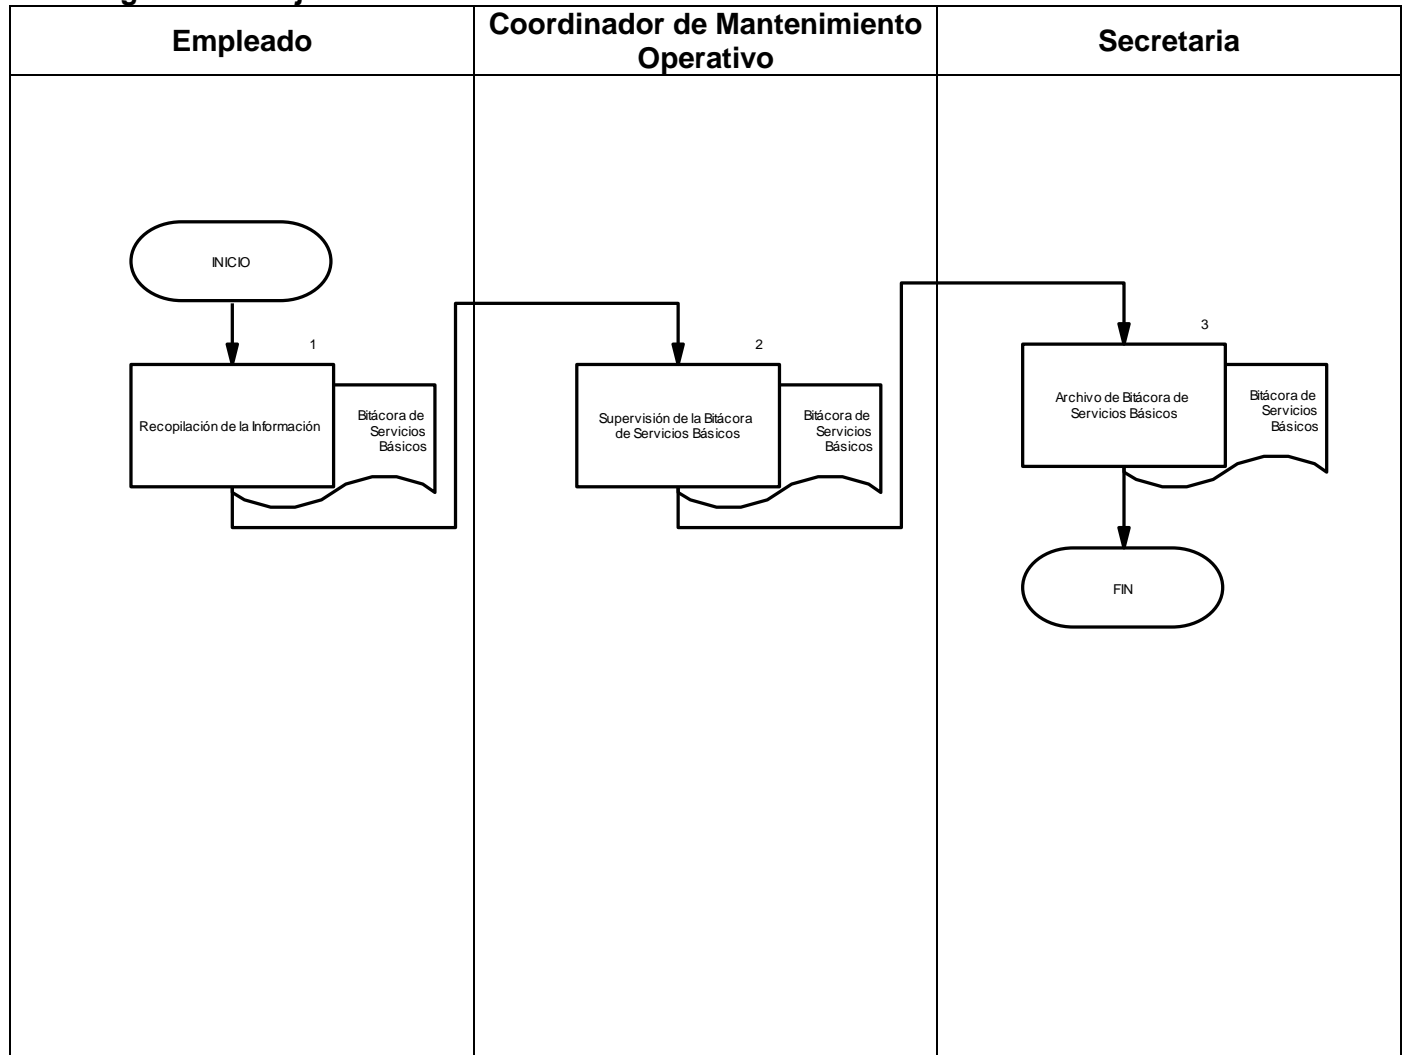 Empleado
Coordinador de Mantenimiento
Operativo
Secretaria
INICIO
1
Recopilación de la Información
Bitácora de
Servicios
Básicos
2
Supervisión de la Bitácora
de Servicios Básicos
Bitácora de
Servicios
Básicos
3
Archivo de Bitácora de
Servicios Básicos
Bitácora de
Servicios
Básicos
FIN